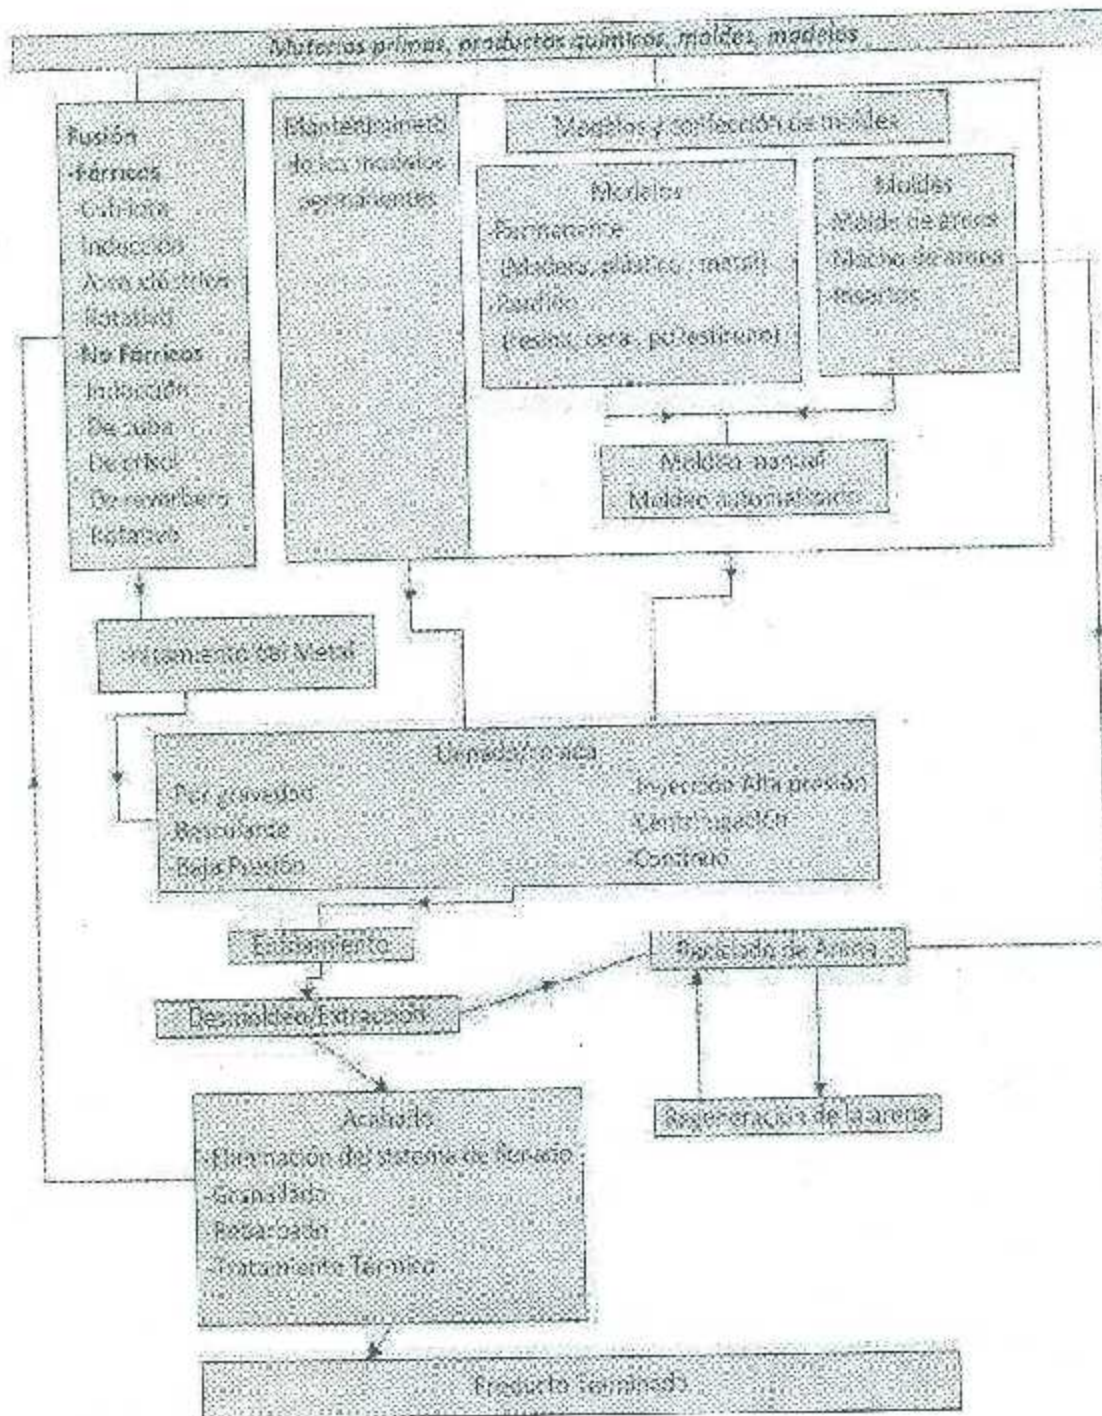 Materias primas, productos químicos, moldes, modelos
Fusión
-Férricos
-Cubilote
-Inducción
Arco eléctrico
Rotativo
-No Férricos
Inducción
De cuba
De crisol
De reverbero
Rotativo
Mantenimineto
de los modelos
permanentes
Modelos y confección de moldes
Modelos
-Permanente
(Madera, plástico, metal)
-Perdido
(resina, cera, poliestireno)
Moldes
-Molde de arena
-Macho de arena
-Insertos
Moldeo manual
Moldeo automatizado
Tratamiento del Metal
Llenado/colada
-Por gravedad
-Basculante
-Baja Presión
-Inyección Alta presión
-Centrifugación
-Continuo
Enfriamiento
Desmoldeo/Extracción
Reciclado de Arena
Regeneración de la arena
Acabado
-Eliminación del sistema de llenado
-Granallado
-Rebarbado
-Tratamiento Térmico
Producto Terminado